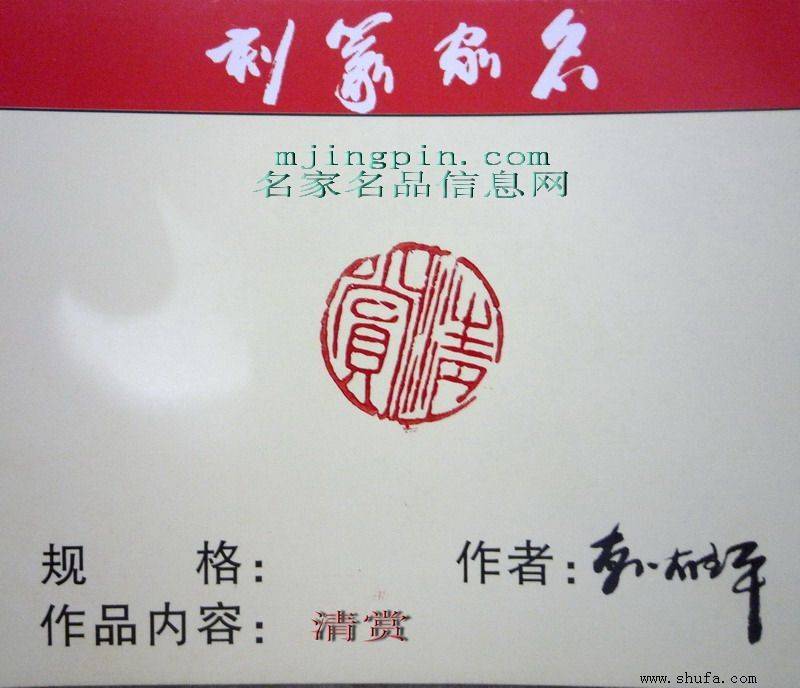 名家篆刻
mjingpin.com
名家名品信息网
清賞
规 格： 作者：
作品内容：清赏
www.shufa.com